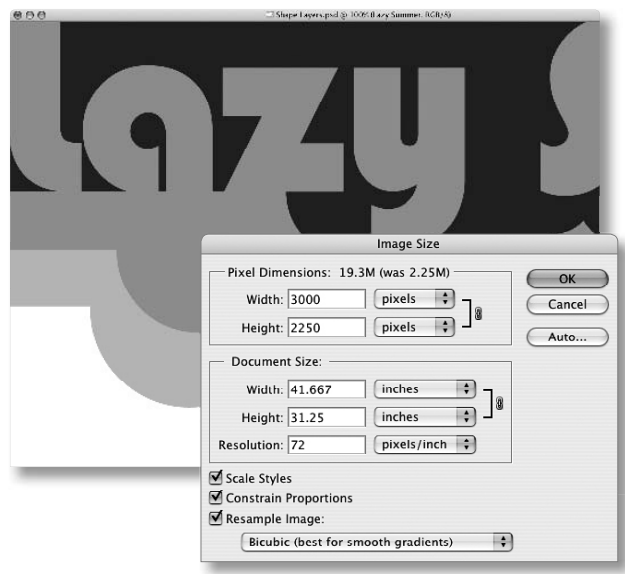 Shape Layers.psd @ 100% (Lazy Summer, RGB/8)
lazy S
Image Size
Pixel Dimensions: 19.3M (was 2.25M)
Width: 3000 pixels
Height: 2250 pixels
OK
Cancel
Auto...
Document Size:
Width: 41.667 inches
Height: 31.25 inches
Resolution: 72 pixels/inch
Scale Styles
Constrain Proportions
Resample Image:
Bicubic (best for smooth gradients)